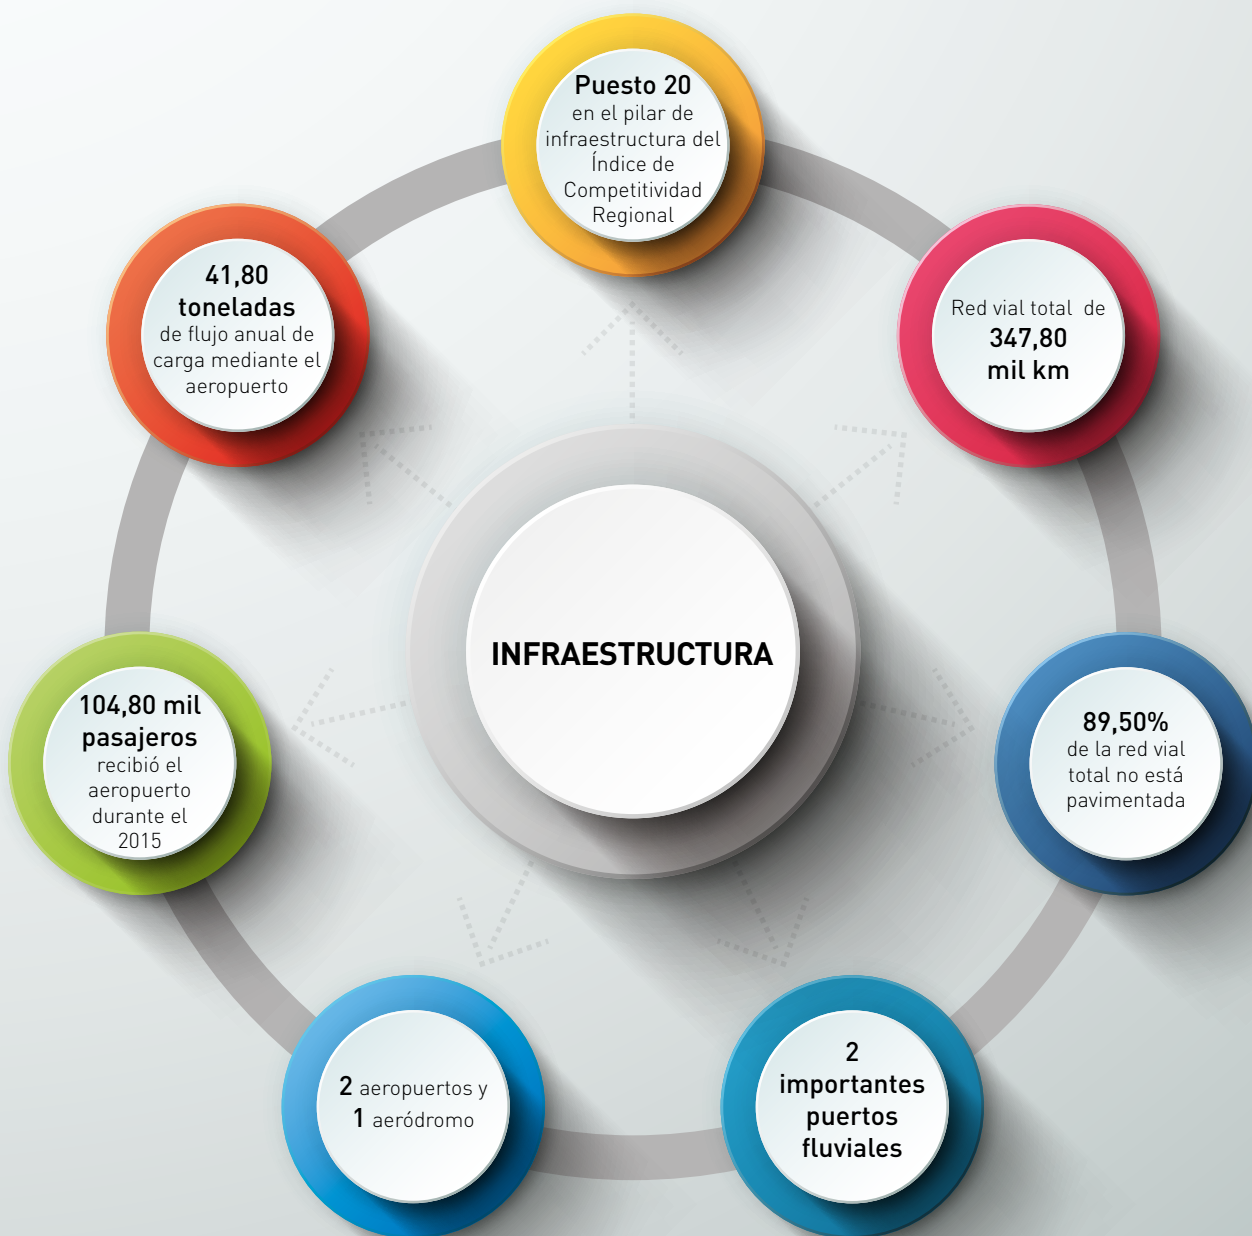 Puesto 20
en el pilar de
infraestructura del
Índice de
Competitividad
Regional
41,80
toneladas
de flujo anual de
carga mediante el
aeropuerto
Red vial total de
347,80
mil km
INFRAESTRUCTURA
104,80 mil
pasajeros
recibió el
aeropuerto
durante el
2015
89,50%
de la red vial
total no está
pavimentada
2 aeropuertos y
1 aeródromo
2
importantes
puertos
fluviales